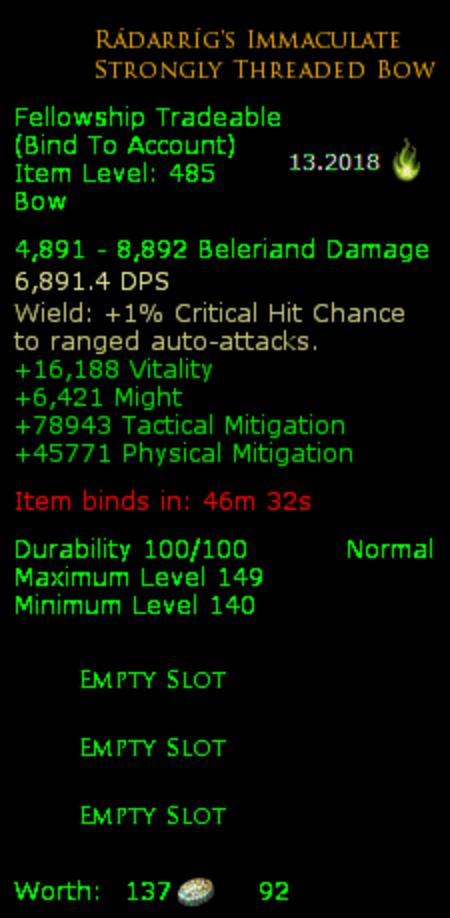 Rádarríg's Immaculate
Strongly Threaded Bow
Fellowship Tradeable
(Bind To Account)
Item Level: 485
13.2018
Bow
4,891 - 8,892 Beleriand Damage
6,891.4 DPS
Wield: +1% Critical Hit Chance
to ranged auto-attacks.
+16,188 Vitality
+6,421 Might
+78943 Tactical Mitigation
+45771 Physical Mitigation
Item binds in: 46m 32s
Durability 100/100 Normal
Maximum Level 149
Minimum Level 140
Empty Slot
Empty Slot
Empty Slot
Worth: 137 92